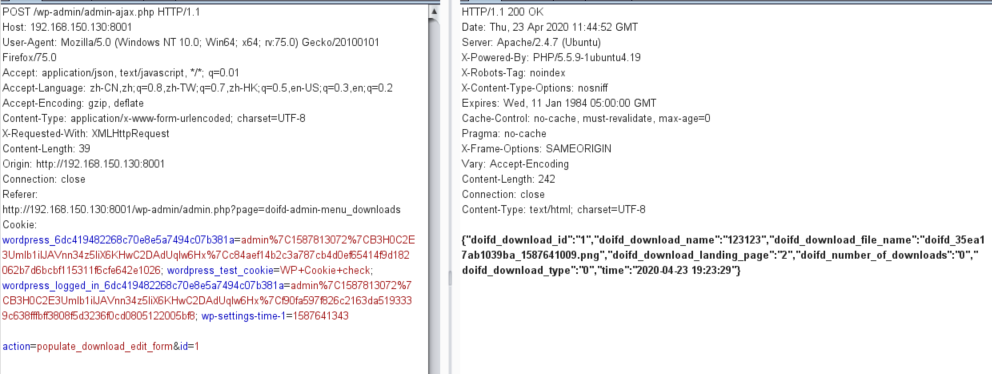 POST /wp-admin/admin-ajax.php HTTP/1.1
Host: 192.168.150.130:8001
User-Agent: Mozilla/5.0 (Windows NT 10.0; Win64; x64; rv:75.0) Gecko/20100101
Firefox/75.0
Accept: application/json, text/javascript, */*; q=0.01
Accept-Language: zh-CN,zh;q=0.8,zh-TW;q=0.7,zh-HK;q=0.5,en-US;q=0.3,en;q=0.2
Accept-Encoding: gzip, deflate
Content-Type: application/x-www-form-urlencoded; charset=UTF-8
X-Requested-With: XMLHttpRequest
Content-Length: 39
Origin: http://192.168.150.130:8001
Connection: close
Referer:
http://192.168.150.130:8001/wp-admin/admin.php?page=doifd-admin-menu_downloads
Cookie:
wordpress_6dc419482268c70e8e5a7494c07b381a=admin%7C1587813072%7CB3H0C2E
3UmIb1ilJAVnn34z5liX6KHwC2DAdUqlw6Hx%7Cc84aef14b2c3a787cb4d0ef65414f9d182
062b7d6bcbf115311f6cfe642e1026; wordpress_test_cookie=WP+Cookie+check;
wordpress_logged_in_6dc419482268c70e8e5a7494c07b381a=admin%7C1587813072%7
CB3H0C2E3UmIb1ilJAVnn34z5liX6KHwC2DAdUqlw6Hx%7Cf90fa597f826c2163da519333
9c638fffbff3808f5d3236f0cd0805122005bf8; wp-settings-time-1=1587641343
action=populate_download_edit_form&id=1
HTTP/1.1 200 OK
Date: Thu, 23 Apr 2020 11:44:52 GMT
Server: Apache/2.4.7 (Ubuntu)
X-Powered-By: PHP/5.5.9-1ubuntu4.19
X-Robots-Tag: noindex
X-Content-Type-Options: nosniff
Expires: Wed, 11 Jan 1984 05:00:00 GMT
Cache-Control: no-cache, must-revalidate, max-age=0
Pragma: no-cache
X-Frame-Options: SAMEORIGIN
Vary: Accept-Encoding
Content-Length: 242
Connection: close
Content-Type: text/html; charset=UTF-8
{"doifd_download_id":"1","doifd_download_name":"123123","doifd_download_file_name":"doifd_35ea1
7ab1039ba_1587641009.png","doifd_download_landing_page":"2","doifd_number_of_downloads":"0","
doifd_download_type":"0","time":"2020-04-23 19:23:29"}